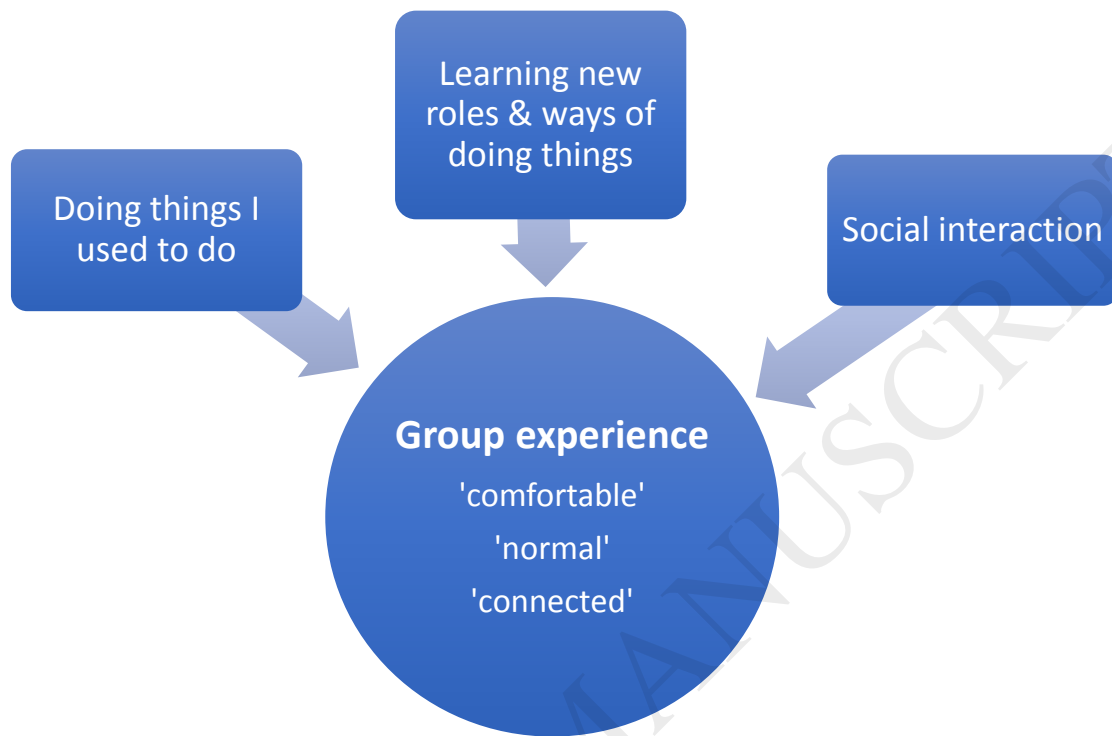 Learning new
roles & ways of
doing things
Doing things I
used to do
Social interaction
Group experience
'comfortable'
'normal'
'connected'
MANUSCRIPT